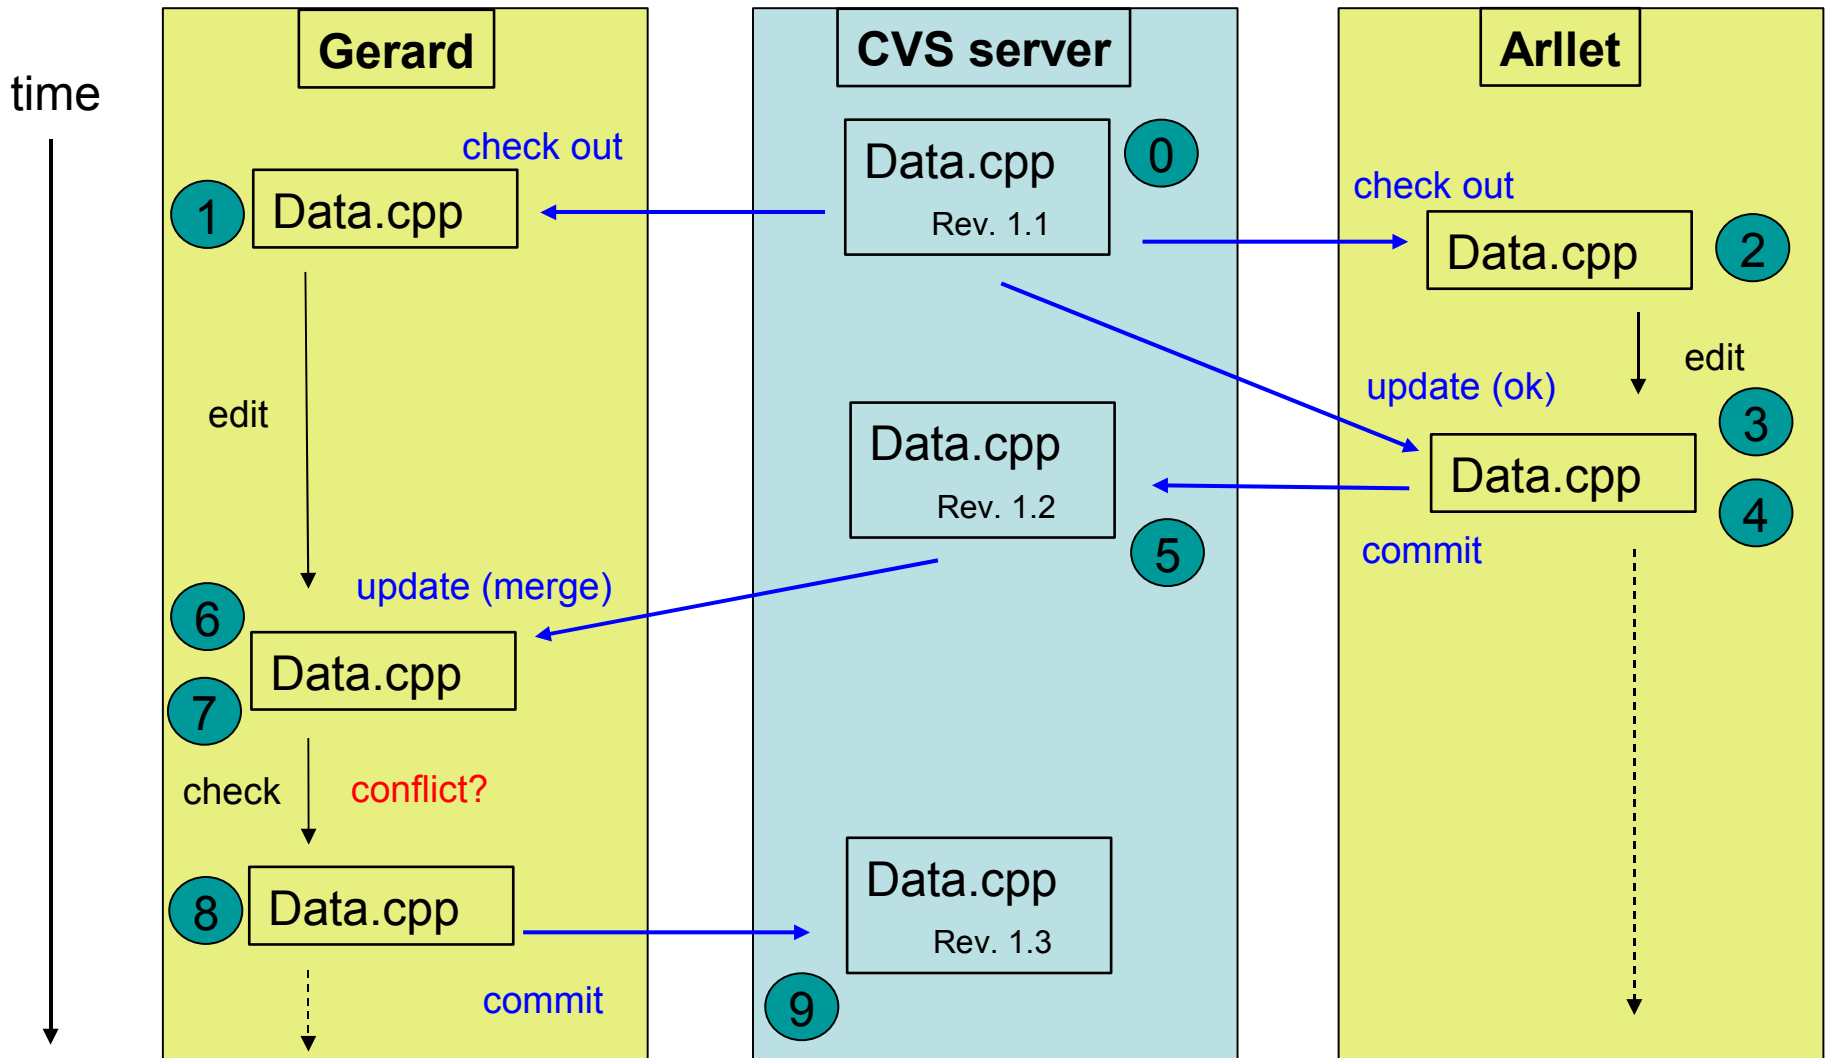 Gerard
CVS server
Arllet
time
check out
Data.cpp
0
check out
1
Data.cpp
Rev. 1.1
Data.cpp
2
edit
update (ok)
edit
3
Data.cpp
Data.cpp
Rev. 1.2
4
commit
5
update (merge)
6
Data.cpp
7
check
conflict?
8
Data.cpp
Data.cpp
Rev. 1.3
commit
9